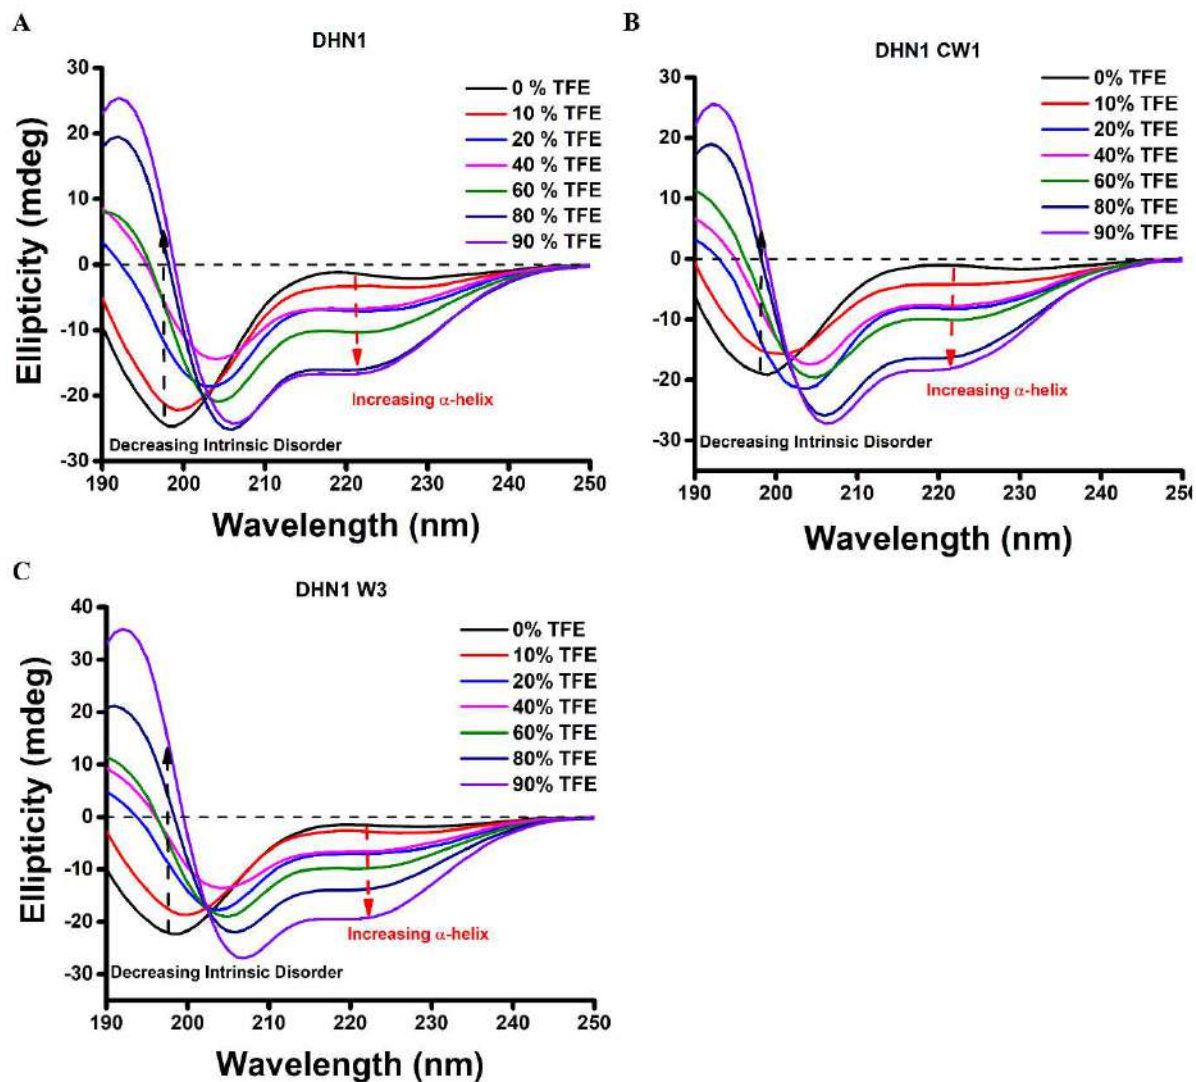 A
DHN1
30
20
10
0
-10
-20
-30
Ellipticity (mdeg)
0 % TFE
10 % TFE
20 % TFE
40 % TFE
60 % TFE
80 % TFE
90 % TFE
Increasing α-helix
Decreasing Intrinsic Disorder
190 200 210 220 230 240 250
Wavelength (nm)
B
DHN1 CW1
30
20
10
0
-10
-20
-30
Ellipticity (mdeg)
0% TFE
10% TFE
20% TFE
40% TFE
60% TFE
80% TFE
90% TFE
Increasing α-helix
Decreasing Intrinsic Disorder
190 200 210 220 230 240 250
Wavelength (nm)
C
DHN1 W3
40
30
20
10
0
-10
-20
-30
Ellipticity (mdeg)
0% TFE
10% TFE
20% TFE
40% TFE
60% TFE
80% TFE
90% TFE
Increasing α-helix
Decreasing Intrinsic Disorder
190 200 210 220 230 240 250
Wavelength (nm)